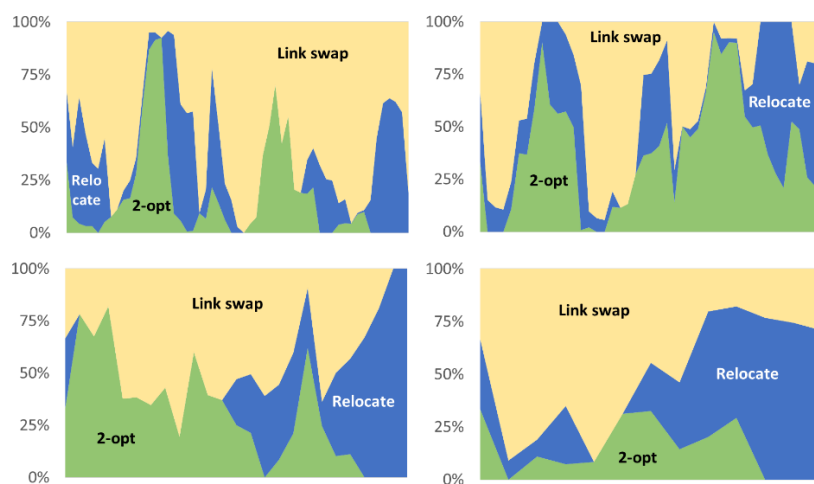 100%
75%
50%
25%
0%
Link swap
Relo
cate
2-opt
100%
75%
50%
25%
0%
Link swap
Relocate
2-opt
100%
75%
50%
25%
0%
Link swap
Relocate
2-opt
100%
75%
50%
25%
0%
Link swap
Relocate
2-opt